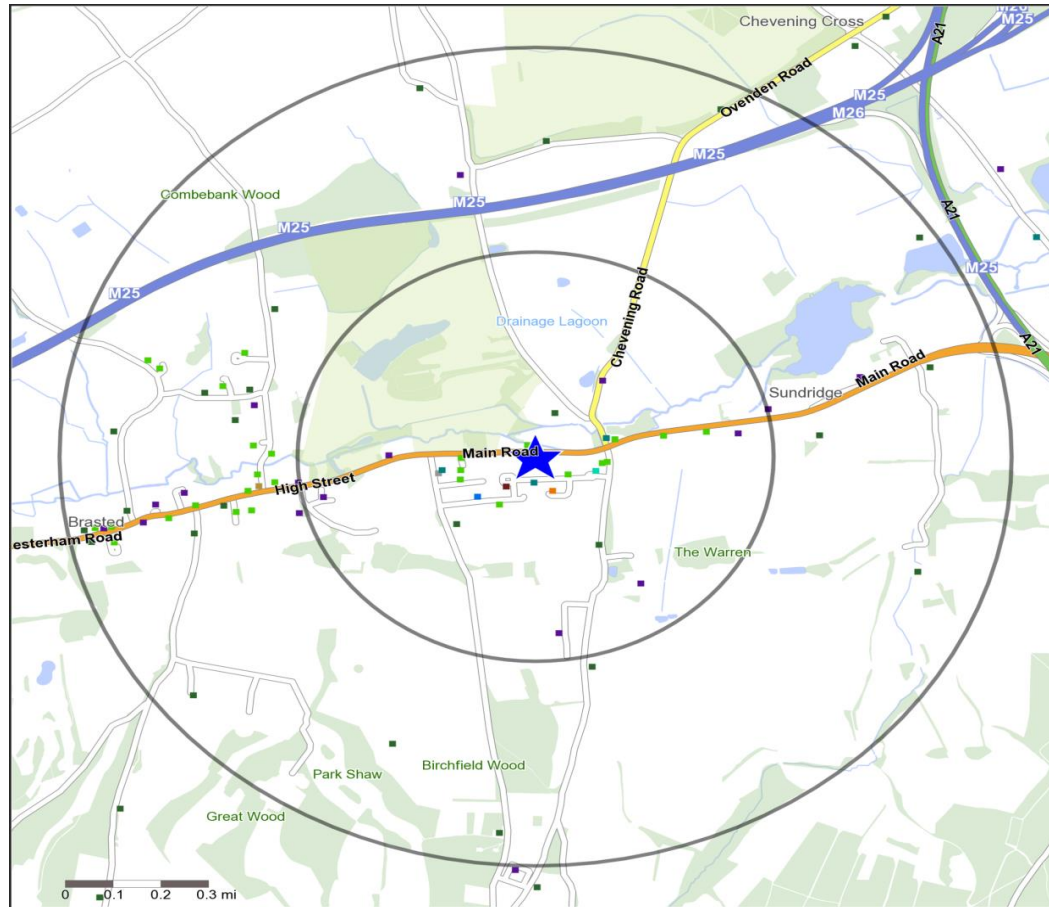 Chevening Cross
M26
M25
A21
Ovenden Road
M25
M26
M25
Combebank Wood
M25
A21
M25
M25
M25
Chevening Road
Drainage Lagoon
A21
Main Road
Sundridge
Main Road
High Street
Brasted
esterham Road
The Warren
Birchfield Wood
Park Shaw
Great Wood
0 0.1 0.2 0.3 mi